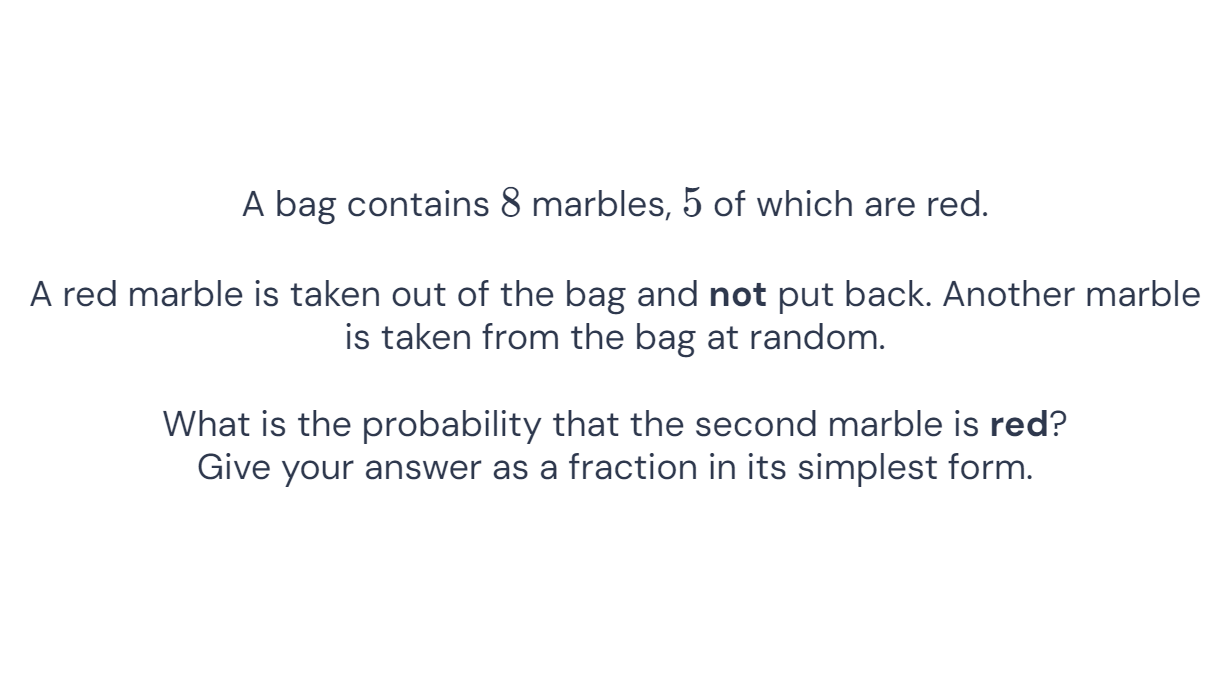 A bag contains 8 marbles, 5 of which are red.
A red marble is taken out of the bag and not put back. Another marble
is taken from the bag at random.
What is the probability that the second marble is red?
Give your answer as a fraction in its simplest form.